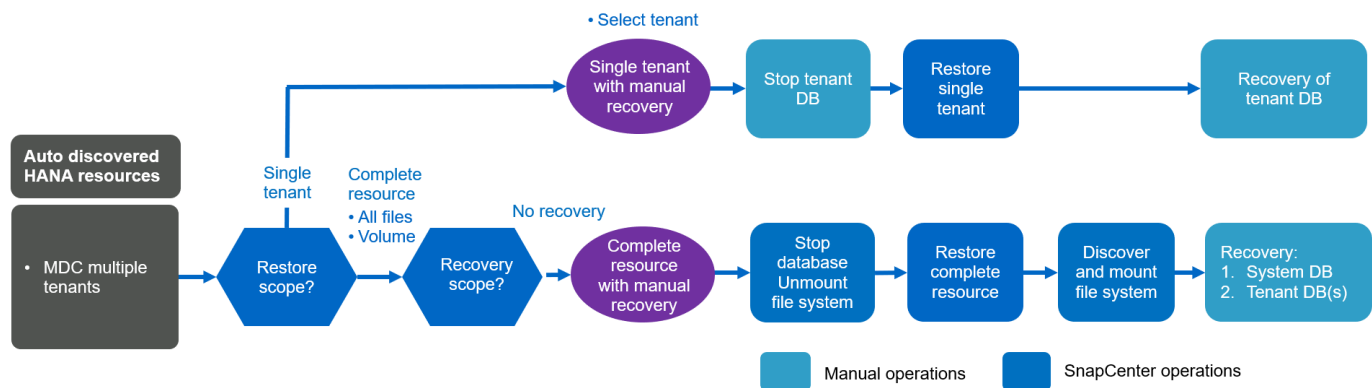 • Select tenant
Single tenant
with manual
recovery
Stop tenant
DB
Restore
single
tenant
Recovery of
tenant DB
Auto discovered
HANA resources
Single
tenant
Complete
resource
• All files
• Volume
No recovery
• MDC multiple
tenants
Restore
scope?
Recovery
scope?
Complete
resource
with manual
recovery
Stop
database
Unmount
file system
Restore
complete
resource
Discover
and mount
file system
Recovery:
1. System DB
2. Tenant DB(s)
Manual operations
SnapCenter operations